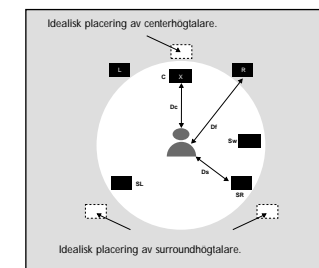 Idealisk placering av centerhögtalare.
L
R
C
X
Dc
Df
Sw
Ds
SL
SR
Idealisk placering av surroundhögtalare.